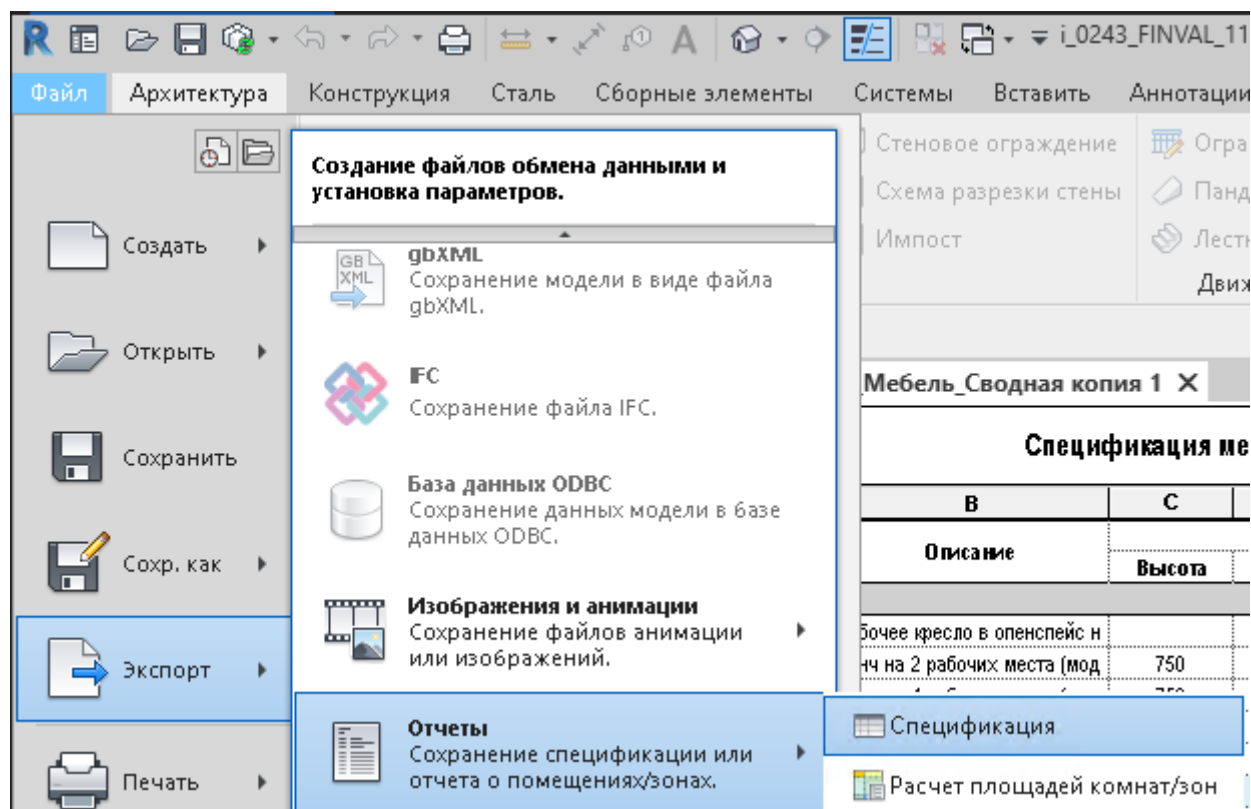 i_0243_FINVAL_11
Файл Архитектура Конструкция Сталь Сборные элементы Системы Вставить Аннотации
Создание файлов обмена данными и
установка параметров.
Стеновое ограждение
Схема разрезки стены
Импост
Создать
Открыть
Сохранить
Сохр. как
Экспорт
Печать
gbXML
Сохранение модели в виде файла
gbXML.
IFC
Сохранение файла IFC.
База данных ODBC
Сохранение данных модели в базе
данных ODBC.
Изображения и анимации
Сохранение файлов анимации
или изображений.
Отчеты
Сохранение спецификации или
отчета о помещениях/зонах.
Спецификация
Расчет площадей комнат/зон
_Мебель_Сводная копия 1
Спецификация ме
B C
Описание
Высота
бочее кресло в опенспейс н
нч на 2 рабочих места (мод 750